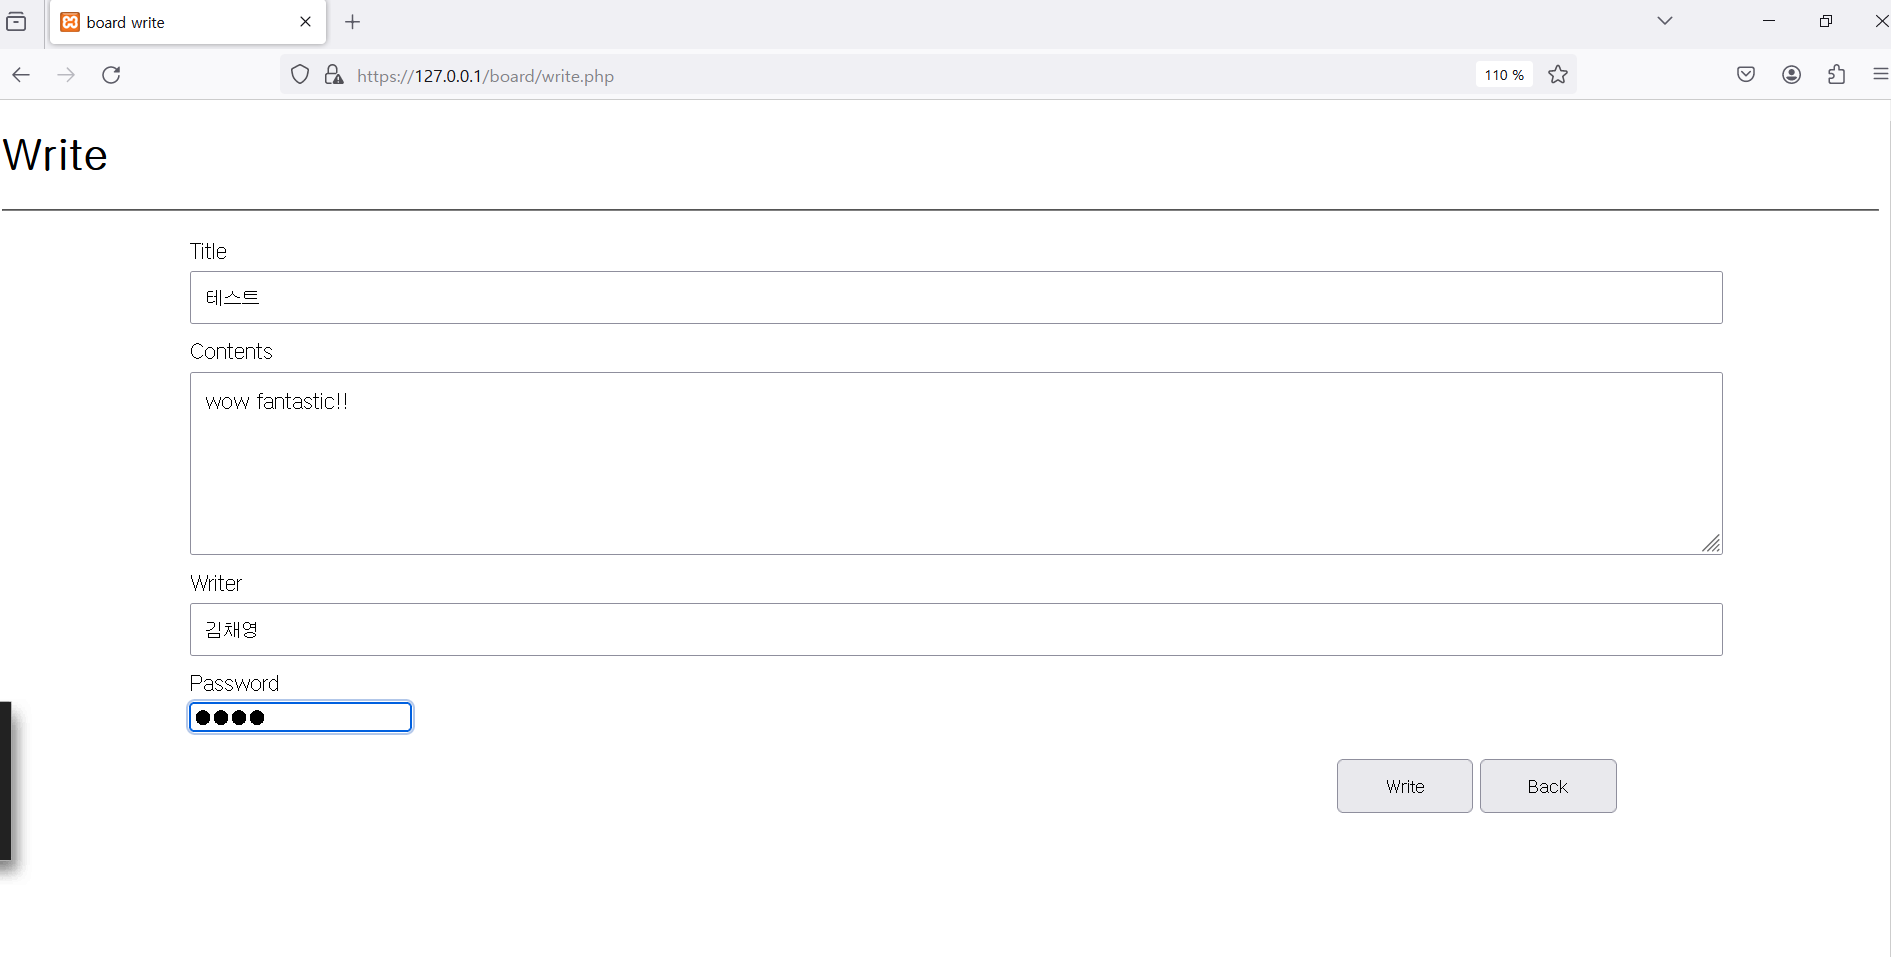 board write
https://127.0.0.1/board/write.php
110 %
Write
Title
테스트
Contents
wow fantastic!!
Writer
김채영
Password
Write
Back